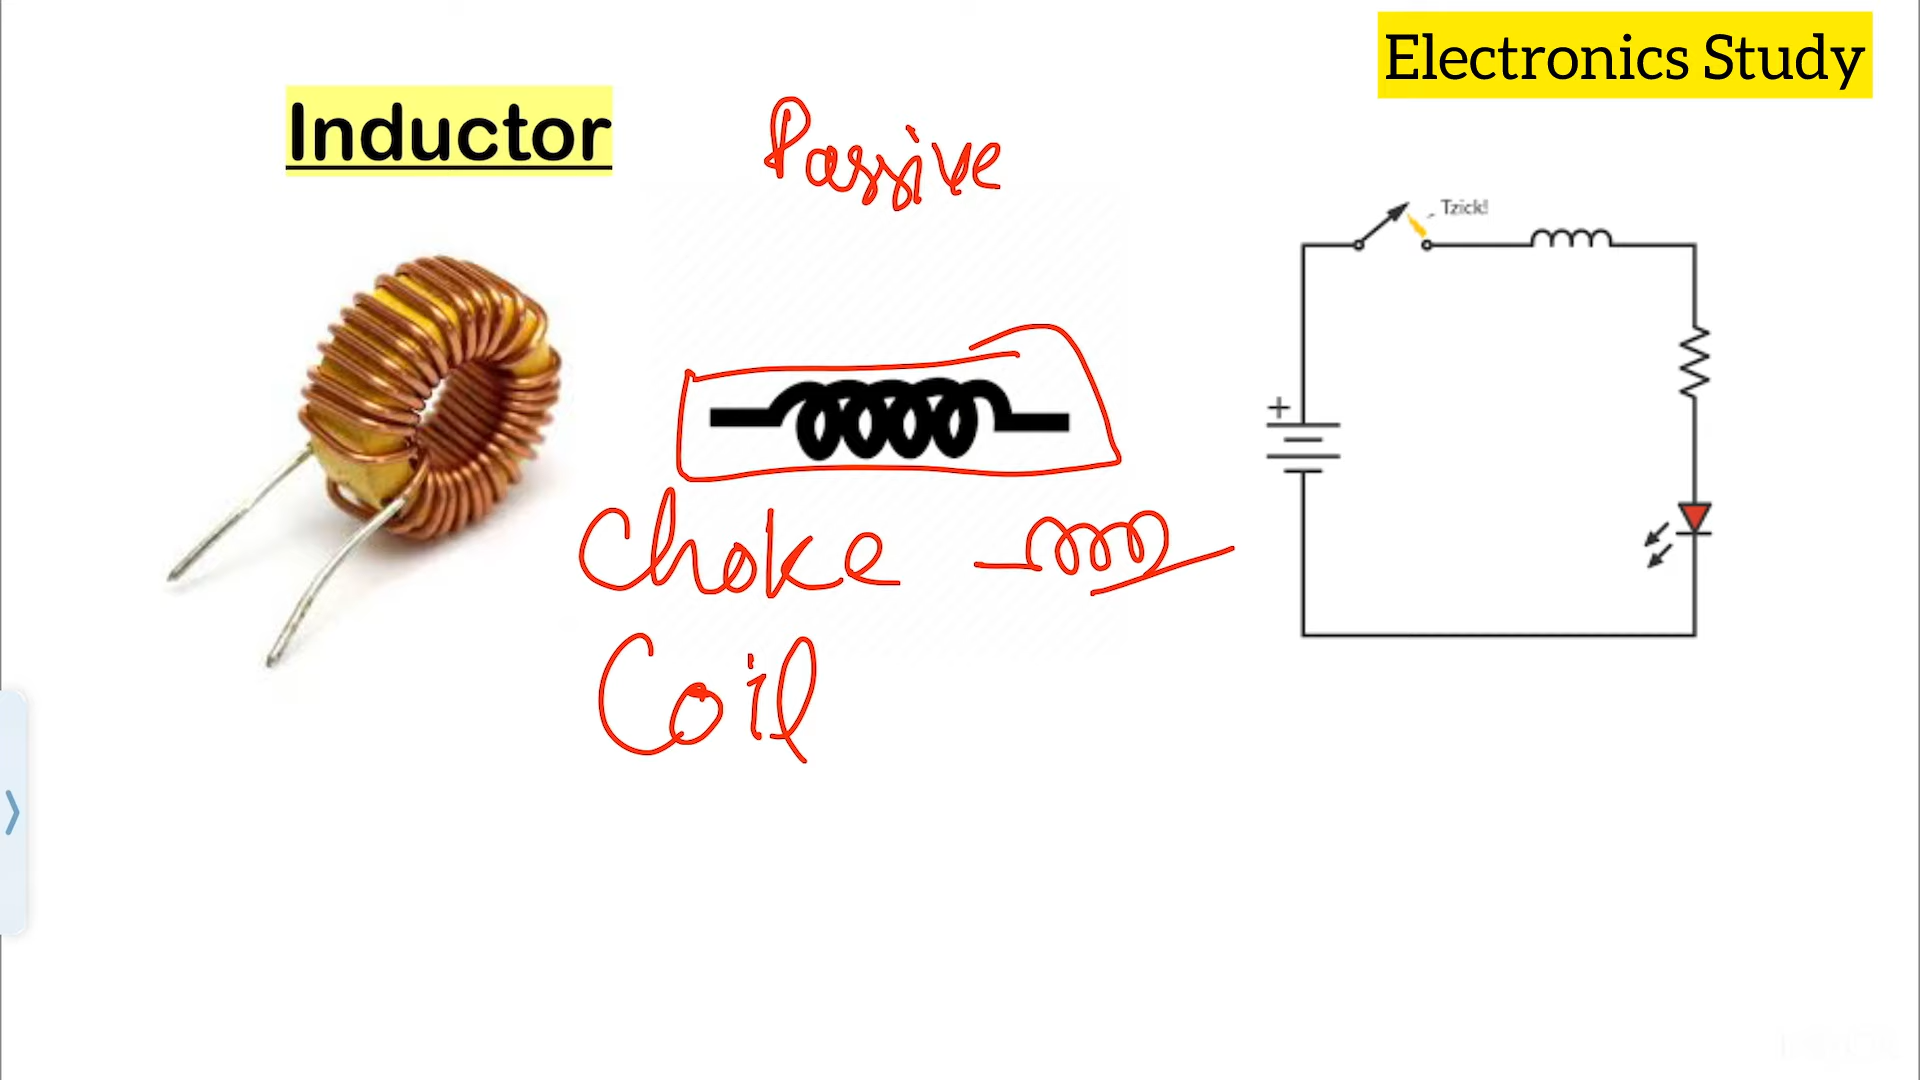 Electronics Study
Inductor
Passive
Tzick!
+
Choke
Coil